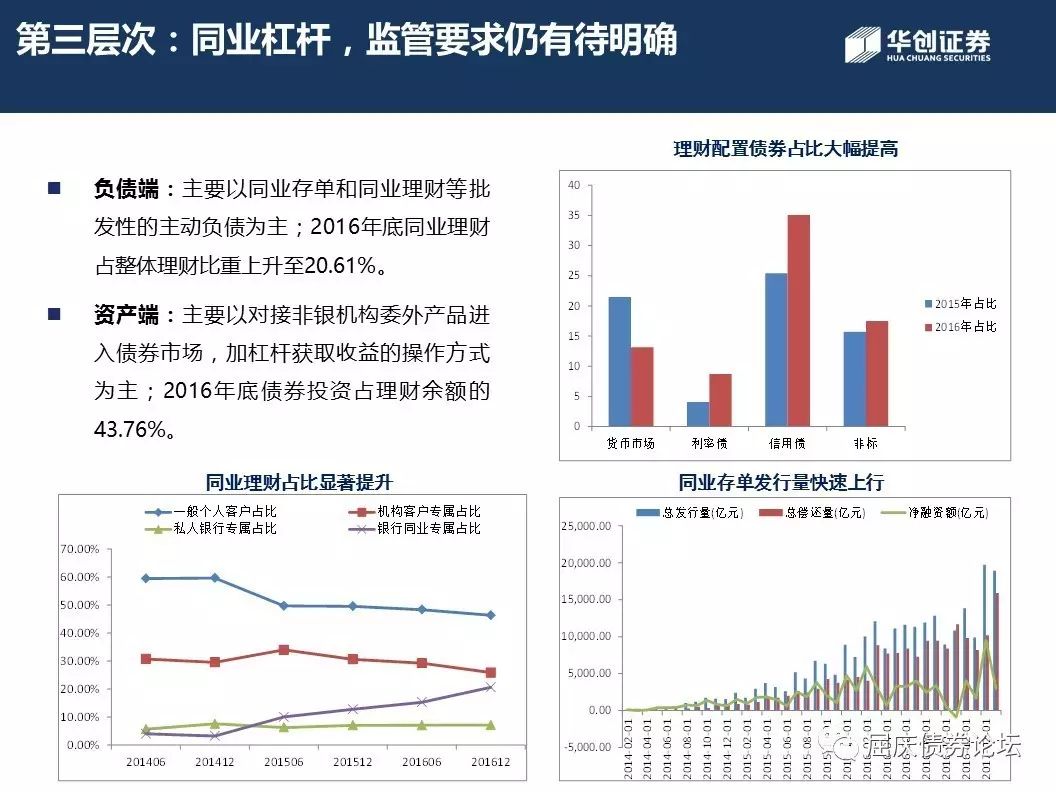 第三层次：同业杠杆，监管要求仍有待明确
华创证券
HUA CHUANG SECURITIES
负债端：主要以同业存单和同业理财等批
发性的主动负债为主；2016年底同业理财
占整体理财比重上升至20.61%。
资产端：主要以对接非银机构委外产品进
入债券市场，加杠杆获取收益的操作方式
为主；2016年底债券投资占理财余额的
43.76%。
理财配置债券占比大幅提高
40
35
30
25
20
15
10
5
0
货币市场 利率债 信用债 非标
2015年占比
2016年占比
同业理财占比显著提升
一般个人客户占比 机构客户专属占比
私人银行专属占比 银行同业专属占比
70.00%
60.00%
50.00%
40.00%
30.00%
20.00%
10.00%
0.00%
201406 201412 201506 201512 201606 201612
同业存单发行量快速上行
总发行量(亿元) 总偿还量(亿元) 净融资额(亿元)
25,000.00
20,000.00
15,000.00
10,000.00
5,000.00
0.00
-5,000.00
2014-02-01
2014-04-01
2014-06-01
2014-08-01
2014-10-01
2014-12-01
2015-02-01
2015-04-01
2015-06-01
2015-08-01
屈庆债券论坛